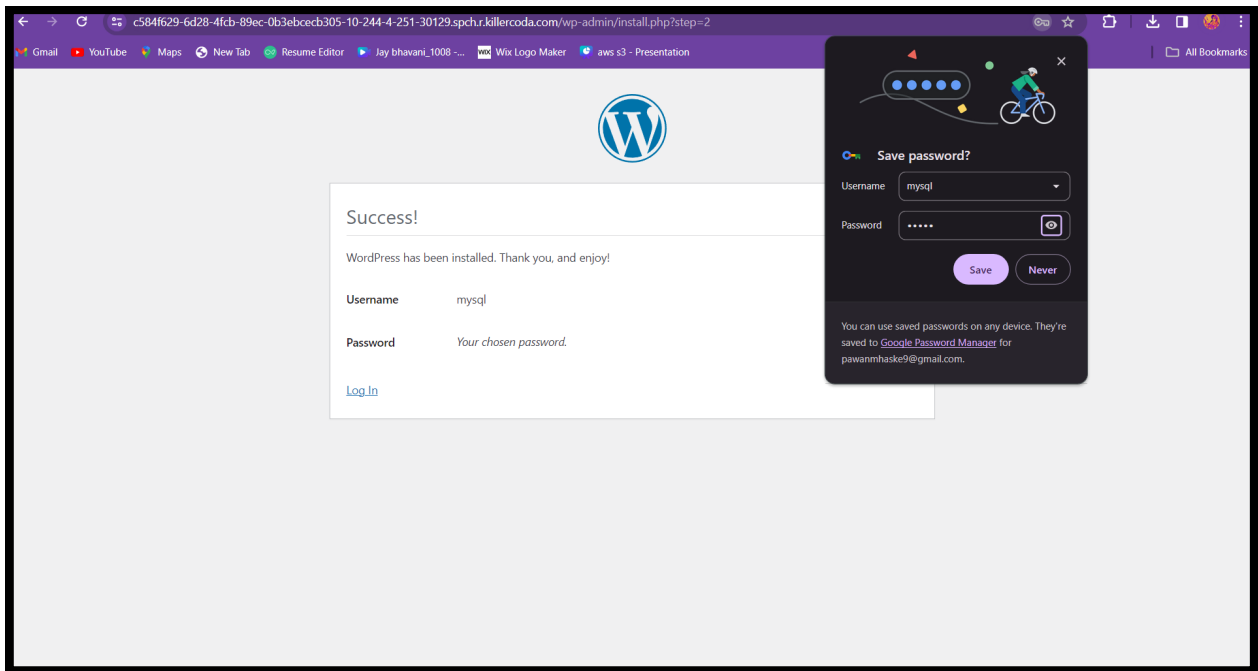 c584f629-6d28-4fcb-89ec-0b3ebcecb305-10-244-4-251-30129.spch.r.killercoda.com/wp-admin/install.php?step=2
Gmail YouTube Maps New Tab Resume Editor Jay bhavani_1008 -... WIX Wix Logo Maker aws s3 - Presentation All Bookmarks
Success!
WordPress has been installed. Thank you, and enjoy!
Username mysql
Password Your chosen password.
Log In
Save password?
Username mysql
Password •••••
Save Never
You can use saved passwords on any device. They're
saved to Google Password Manager for
pawanmhaske9@gmail.com.